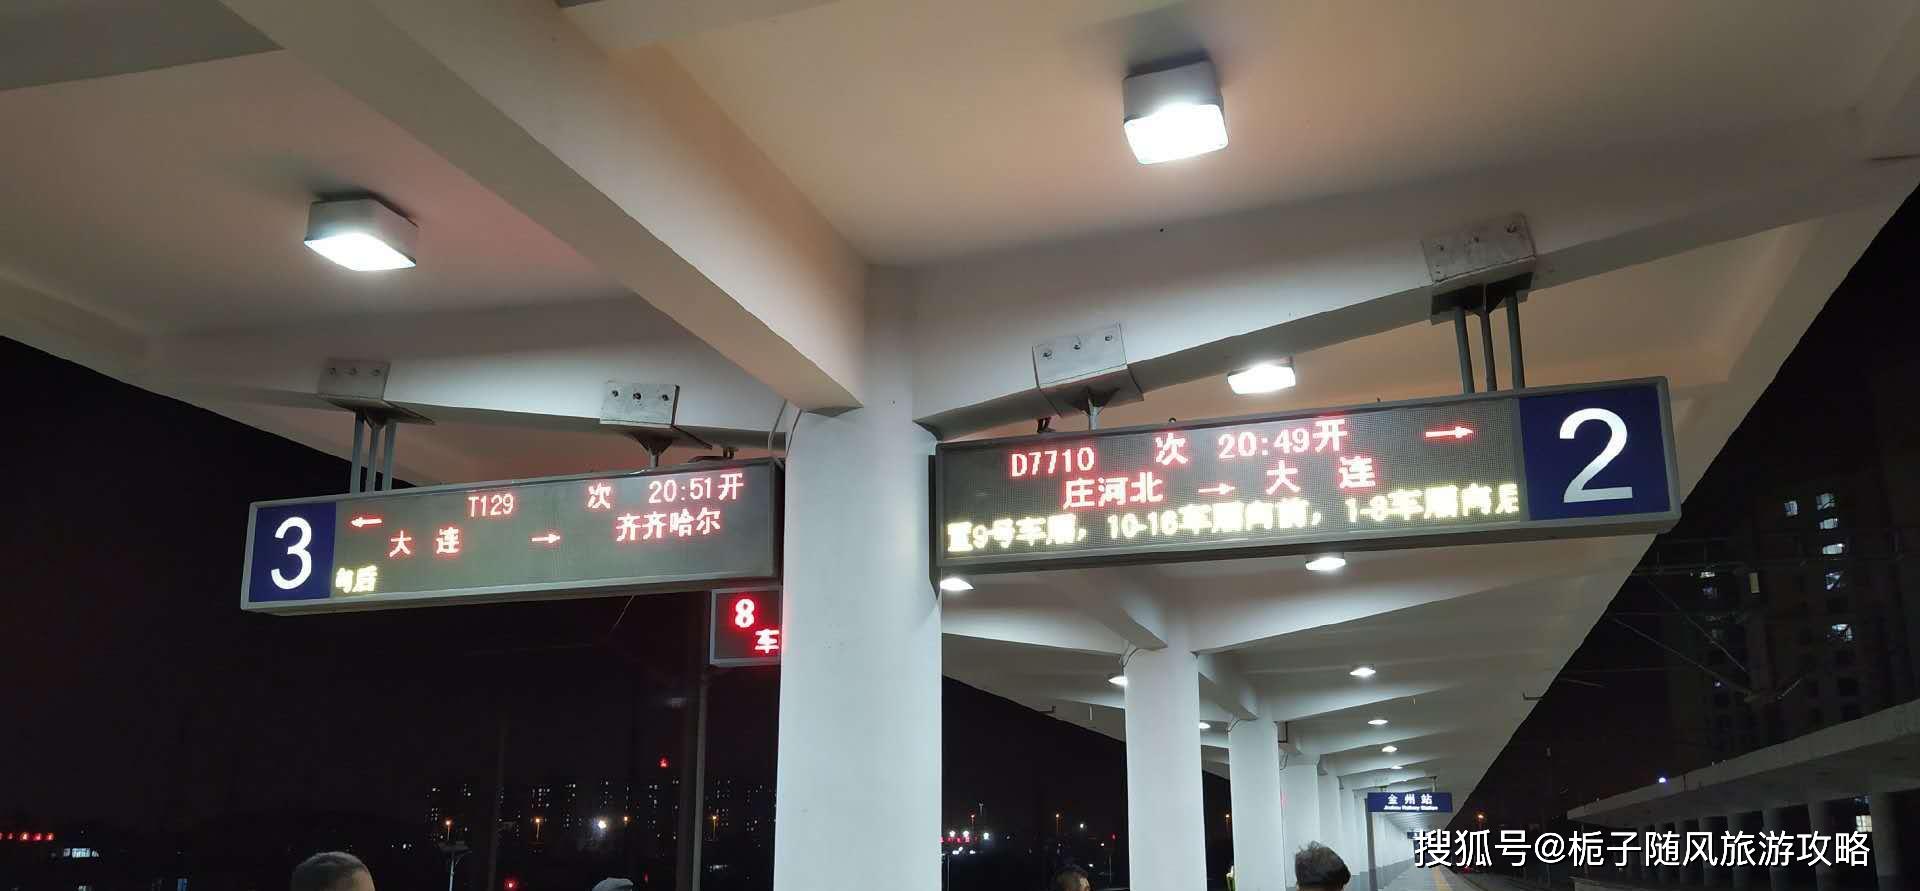 3
← T129 次 20:51开
大连 → 齐齐哈尔
向后
8
车
D7710 次 20:49开 →
庄河北 → 大连
至9号车厢，10-16车厢向前，1-8车厢向后
2
金州站
Jinzhou Railway Station
搜狐号@栀子随风旅游攻略